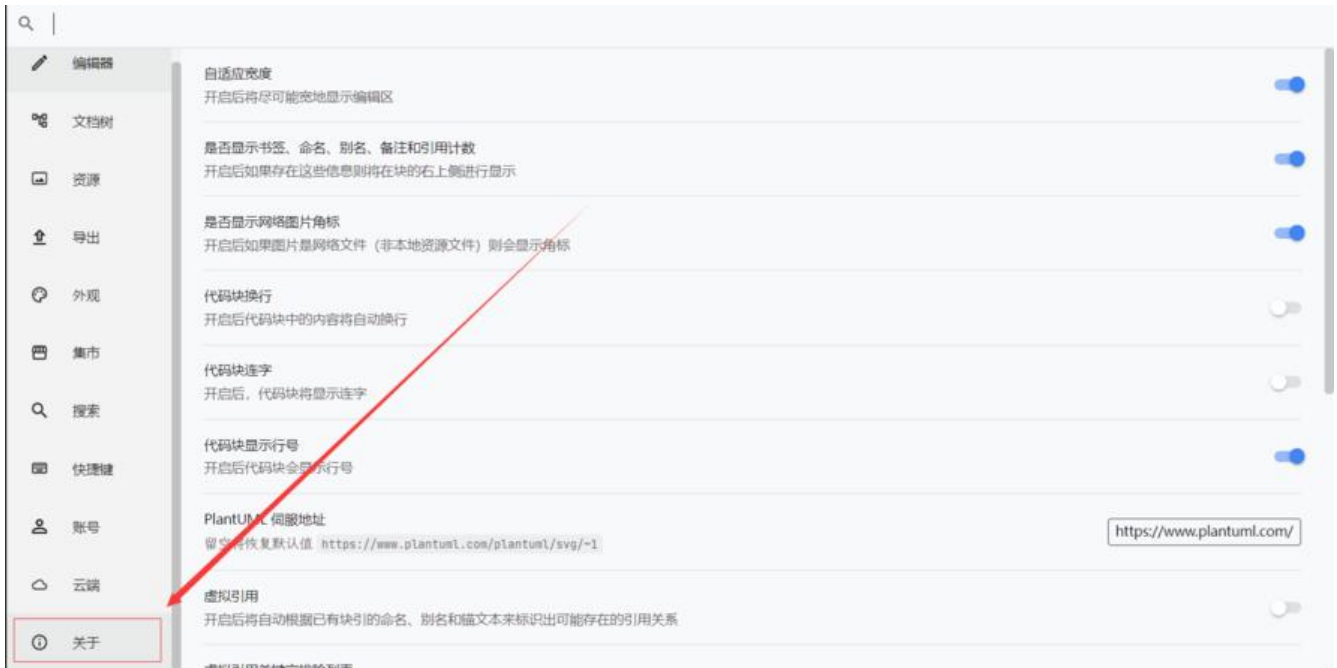 编辑器
文档树
资源
导出
外观
集市
搜索
快捷键
账号
云端
关于
自适应宽度
开启后将尽可能宽地显示编辑区
是否显示书签、命名、别名、备注和引用计数
开启后如果存在这些信息则将在块的右上侧进行显示
是否显示网络图片角标
开启后如果图片是网络文件（非本地资源文件）则会显示角标
代码块换行
开启后代码块中的内容将自动换行
代码块连字
开启后，代码块将显示连字
代码块显示行号
开启后代码块会显示行号
PlantUML 伺服地址
留空将恢复默认值 https://www.plantuml.com/plantuml/svg/~1
https://www.plantuml.com/
虚拟引用
开启后将自动根据已有块引的命名、别名和锚文本来标识出可能存在的引用关系